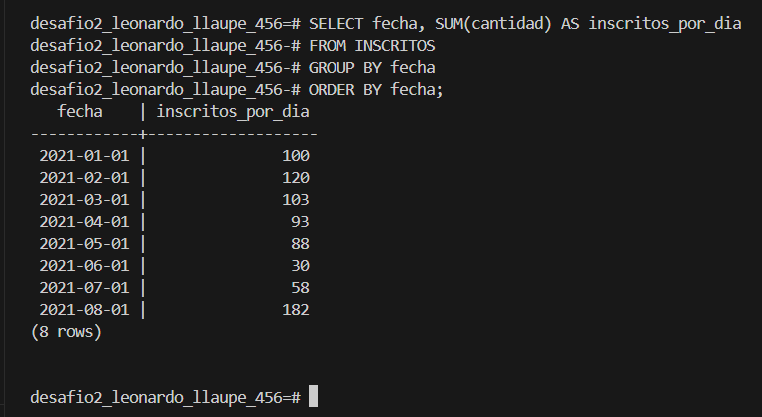 desafio2_leonardo_llaupe_456=# SELECT fecha, SUM(cantidad) AS inscritos_por_dia
desafio2_leonardo_llaupe_456-# FROM INSCRITOS
desafio2_leonardo_llaupe_456-# GROUP BY fecha
desafio2_leonardo_llaupe_456-# ORDER BY fecha;
   fecha    | inscritos_por_dia
------------+-------------------
 2021-01-01 |               100
 2021-02-01 |               120
 2021-03-01 |               103
 2021-04-01 |                93
 2021-05-01 |                88
 2021-06-01 |                30
 2021-07-01 |                58
 2021-08-01 |               182
(8 rows)
desafio2_leonardo_llaupe_456=#